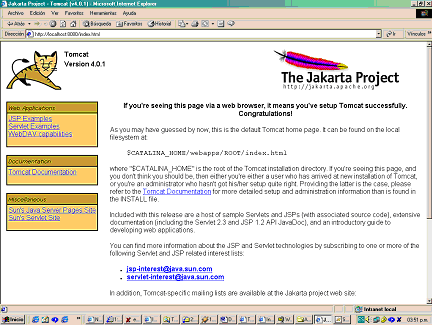 Jakarta Project - Tomcat (v4.0.1) - Microsoft Internet Explorer
Archivo Edición Ver Favoritos Herramientas Ayuda
Atrás Búsqueda Favoritos Historial
Dirección http://localhost:8080/index.html Ir Vínculos
Tomcat
Version 4.0.1
The Jakarta Project
http://jakarta.apache.org
Web Applications
JSP Examples
Servlet Examples
WebDAV capabilities
Documentation
Tomcat Documentation
Miscellaneous
Sun's Java Server Pages Site
Sun's Servlet Site
If you're seeing this page via a web browser, it means you've setup Tomcat successfully.
Congratulations!
As you may have guessed by now, this is the default Tomcat home page. It can be found on the local
filesystem at:
$CATALINA_HOME/webapps/ROOT/index.html
where "$CATALINA_HOME" is the root of the Tomcat installation directory. If you're seeing this page, and
you don't think you should be, then either you're either a user who has arrived at new installation of Tomcat,
or you're an administrator who hasn't got his/her setup quite right. Providing the latter is the case, please
refer to the Tomcat Documentation for more detailed setup and administration information than is found in
the INSTALL file.
Included with this release are a host of sample Servlets and JSPs (with associated source code), extensive
documentation (including the Servlet 2.3 and JSP 1.2 API JavaDoc), and an introductory guide to
developing web applications.
You can find more information about the JSP and Servlet technologies by subscribing to one or more of the
following Servlet and JSP related interest lists:
jsp-interest@java.sun.com
servlet-interest@java.sun.com
In addition, Tomcat-specific mailing lists are available at the Jakarta project web site:
Intranet local
Inicio 03:51 p.m.